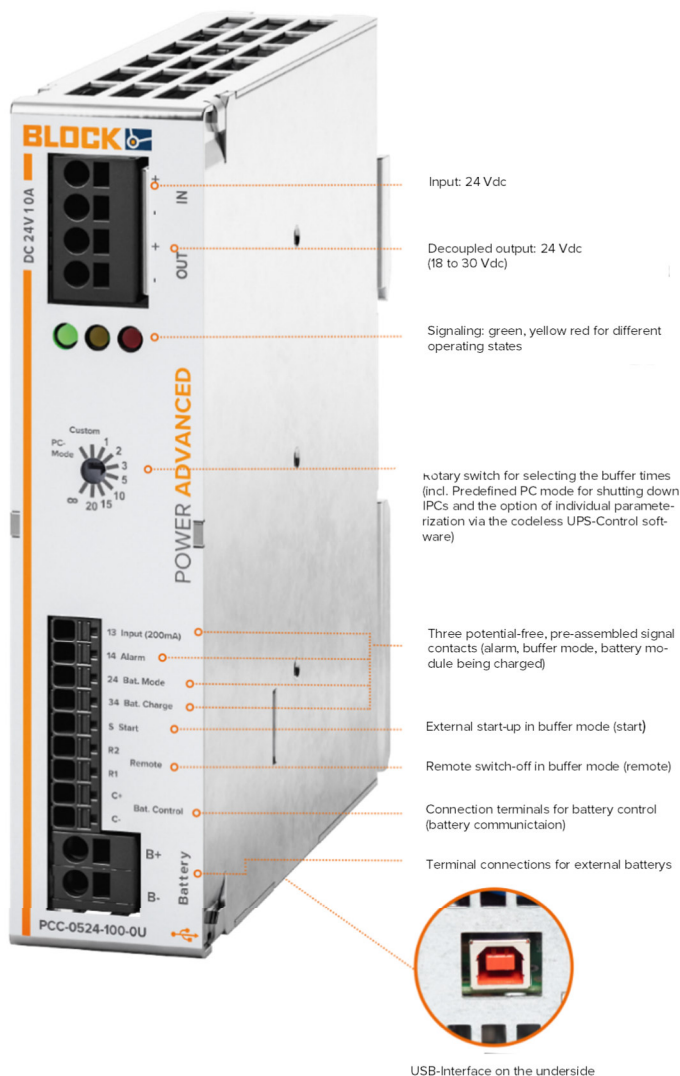 BLOCK
DC 24V 10A
+
-
IN
+
-
OUT
Input: 24 Vdc
Decoupled output: 24 Vdc
(18 to 30 Vdc)
Signaling: green, yellow red for different
operating states
POWER ADVANCED
Custom
PC-
Mode
1
2
3
5
10
15
20
∞
Rotary switch for selecting the buffer times
(incl. Predefined PC mode for shutting down
IPCs and the option of individual paramete-
rization via the codeless UPS-Control soft-
ware)
13 Input (200mA)
14 Alarm
24 Bat. Mode
34 Bat. Charge
S Start
R2
Remote
R1
C+
Bat. Control
C-
Three potential-free, pre-assembled signal
contacts (alarm, buffer mode, battery mo-
dule being charged)
External start-up in buffer mode (start)
Remote switch-off in buffer mode (remote)
Connection terminals for battery control
(battery communictaion)
Terminal connections for external batterys
B+
B-
Battery
PCC-0524-100-0U
USB-Interface on the underside